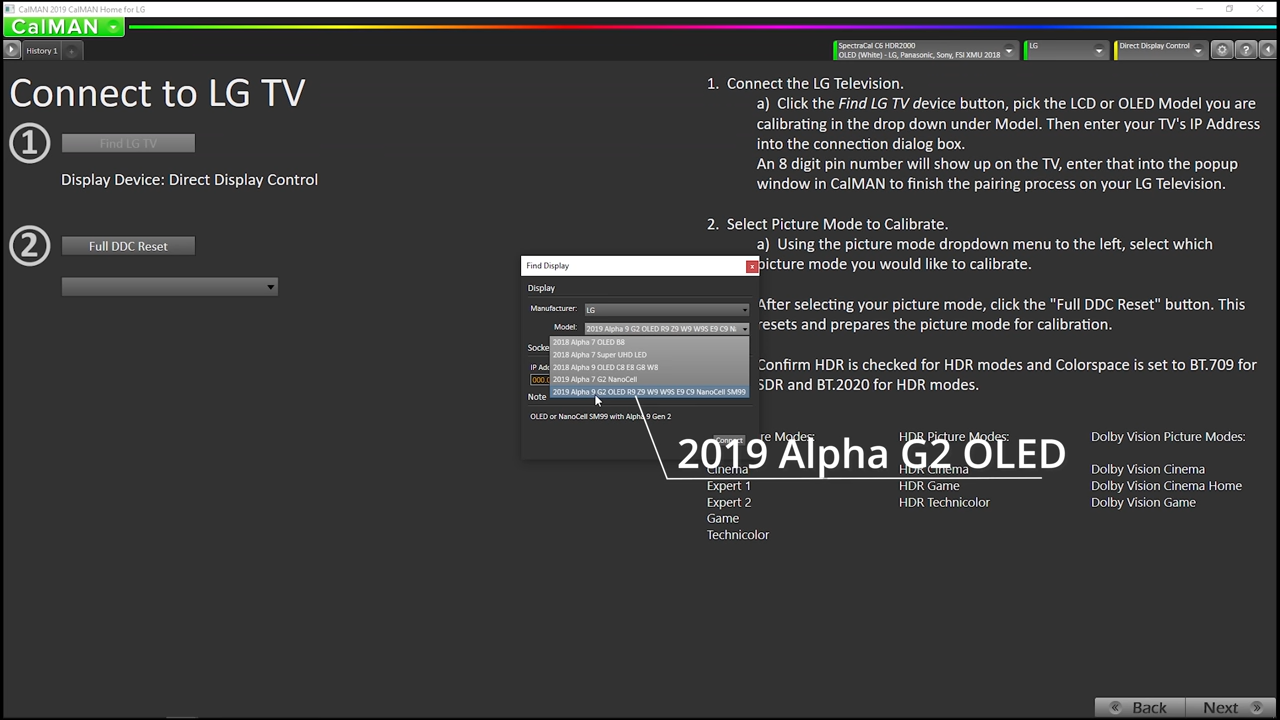 CalMAN 2019 CalMAN Home for LG
CalMAN
History 1
SpectraCal C6 HDR2000
OLED (White) - LG, Panasonic, Sony, FSI XMU 2018
LG
Direct Display Control
Connect to LG TV
1 Find LG TV
Display Device: Direct Display Control
2 Full DDC Reset
1. Connect the LG Television.
a) Click the Find LG TV device button, pick the LCD or OLED Model you are
calibrating in the drop down under Model. Then enter your TV's IP Address
into the connection dialog box.
An 8 digit pin number will show up on the TV, enter that into the popup
window in CalMAN to finish the pairing process on your LG Television.
2. Select Picture Mode to Calibrate.
a) Using the picture mode dropdown menu to the left, select which
picture mode you would like to calibrate.
After selecting your picture mode, click the "Full DDC Reset" button. This
resets and prepares the picture mode for calibration.
Confirm HDR is checked for HDR modes and Colorspace is set to BT.709 for
SDR and BT.2020 for HDR modes.
Find Display
x
Display
Manufacturer: LG
Model: 2019 Alpha 9 G2 OLED R9 Z9 W9 W9S E9 C9 N
2018 Alpha 7 OLED B8
Socke
2018 Alpha 7 Super UHD LED
IP Add
2018 Alpha 9 OLED C8 E8 G8 W8
000.0
2019 Alpha 7 G2 NanoCell
Note
2019 Alpha 9 G2 OLED R9 Z9 W9 W9S E9 C9 NanoCell SM99
OLED or NanoCell SM99 with Alpha 9 Gen 2
Connect
2019 Alpha G2 OLED
re Modes:
HDR Picture Modes:
Dolby Vision Picture Modes:
Cinema
HDR Cinema
Dolby Vision Cinema
Expert 1
HDR Game
Dolby Vision Cinema Home
Expert 2
HDR Technicolor
Dolby Vision Game
Game
Technicolor
Back
Next